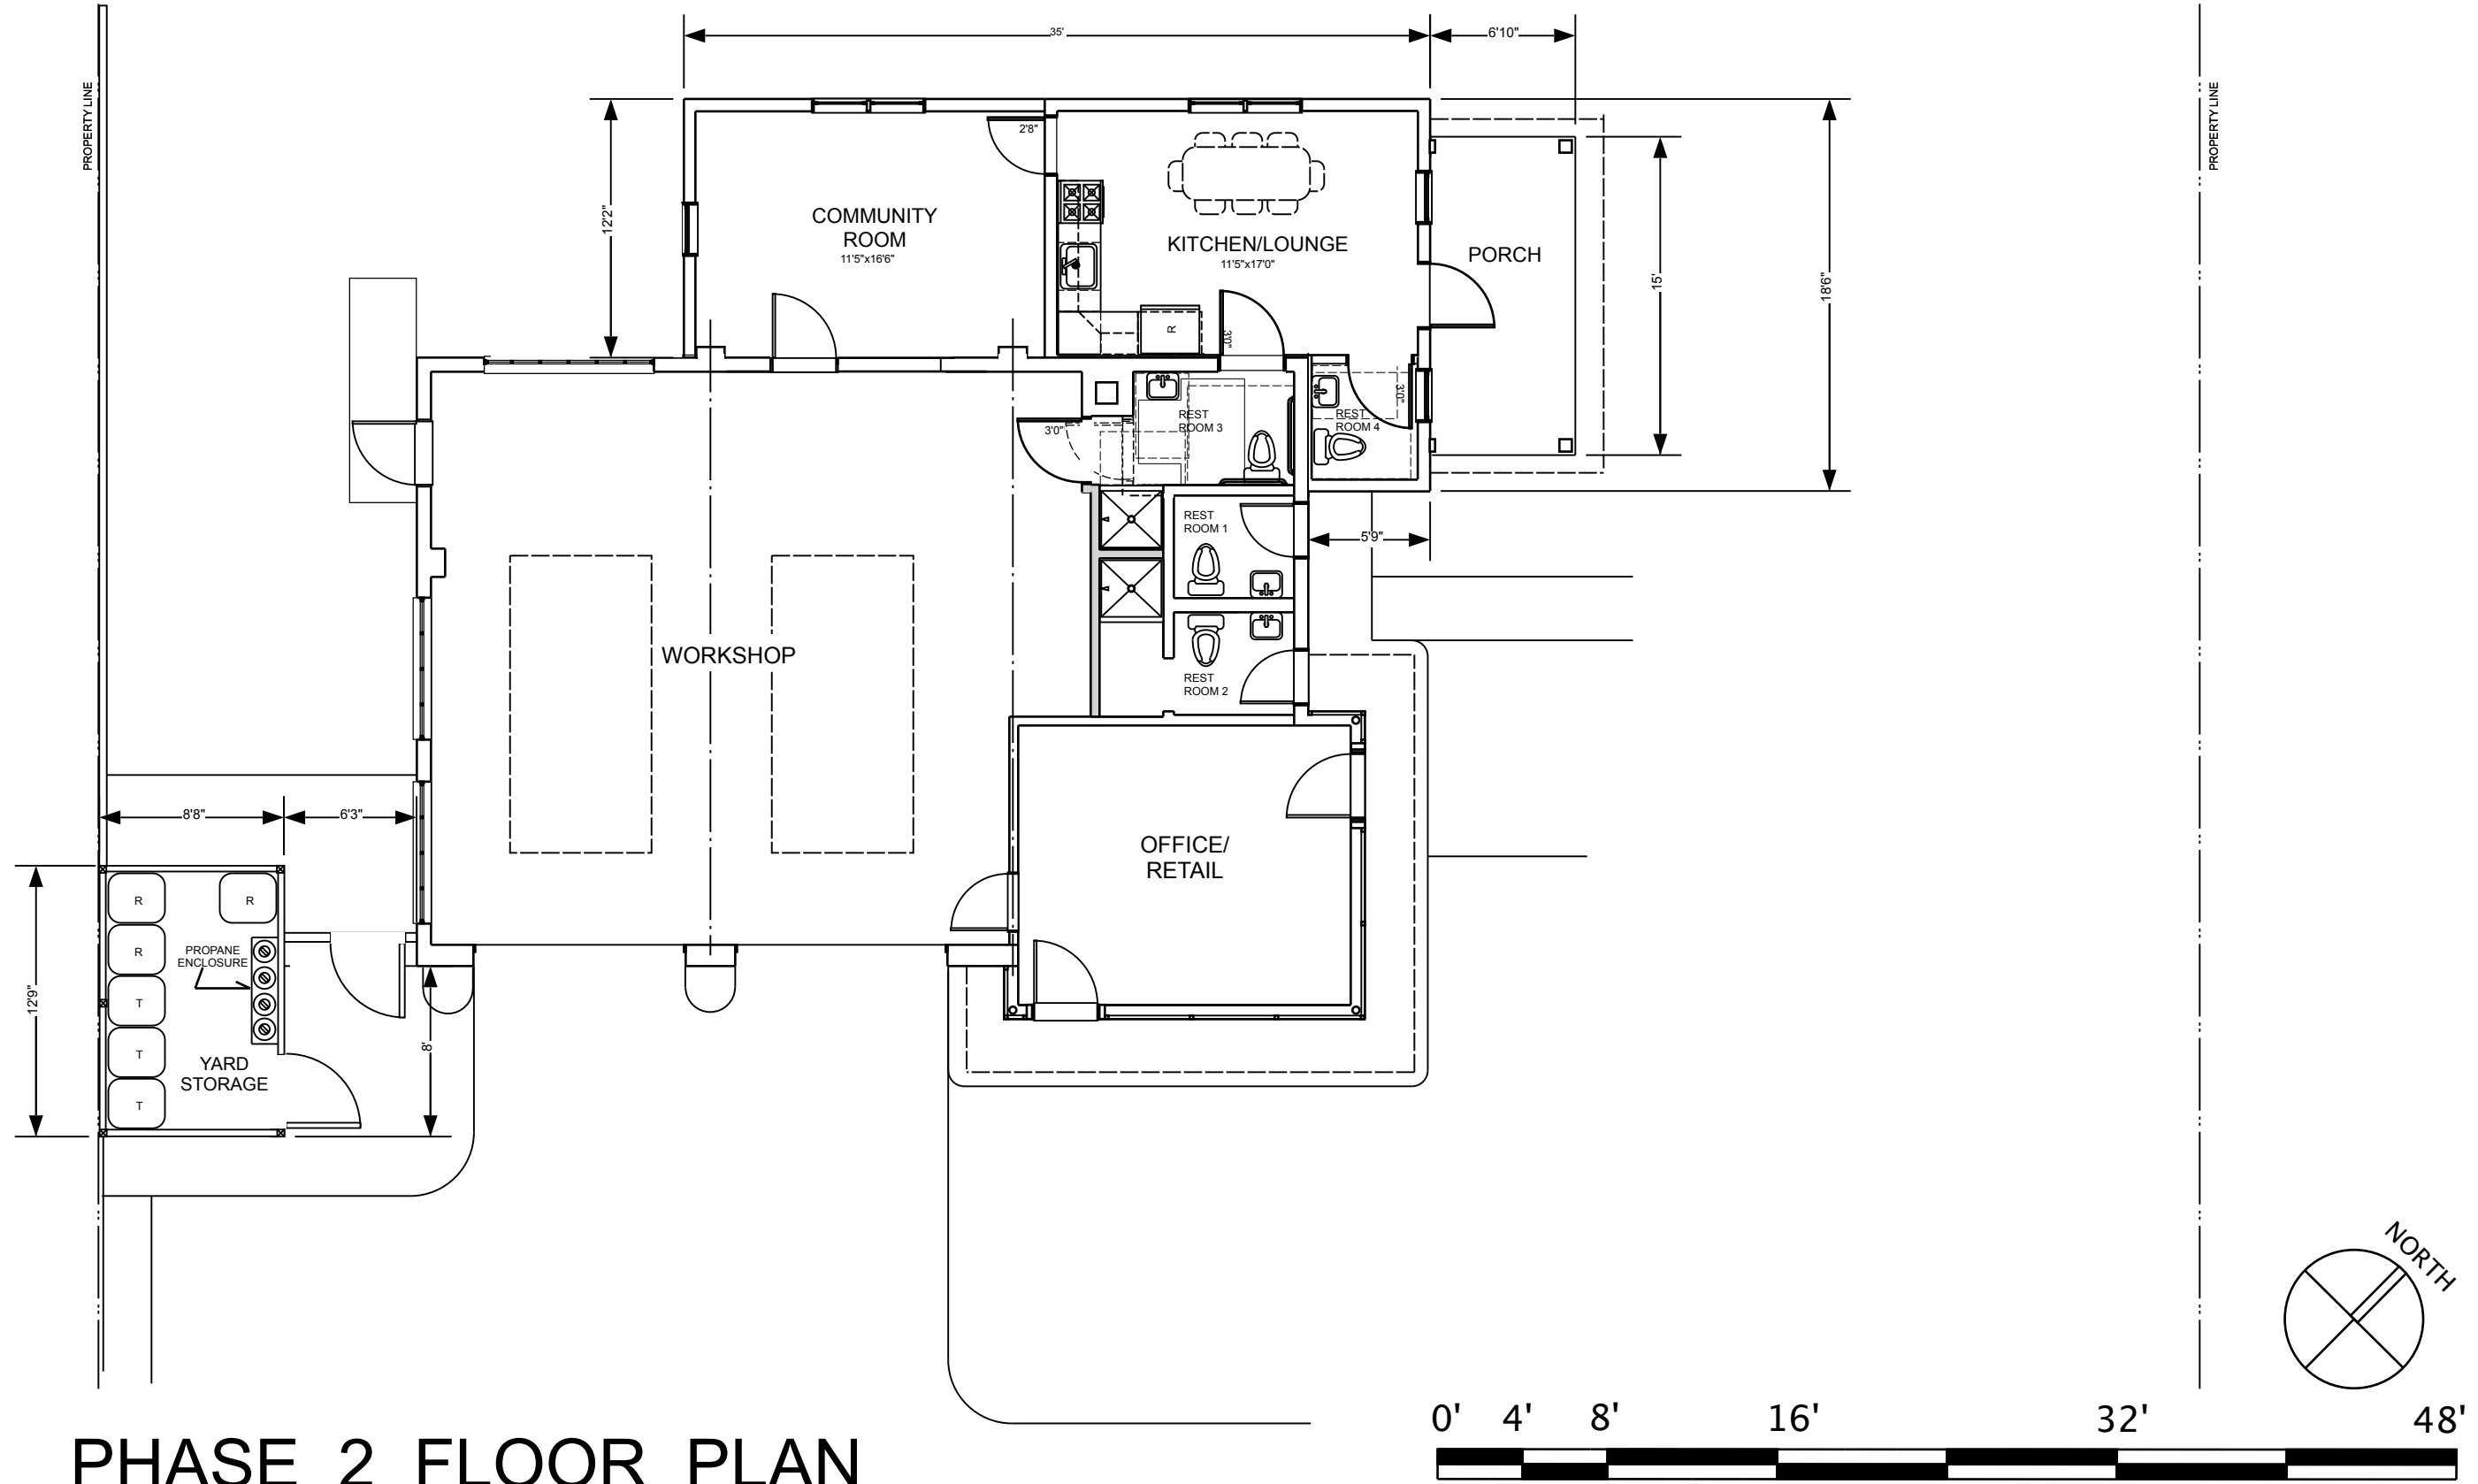 35'
6'10"
PROPERTY LINE
PROPERTY LINE
2'8"
12'2"
COMMUNITY
ROOM
11'5"x16'6"
KITCHEN/LOUNGE
11'5"x17'0"
PORCH
15'
18'6"
R
3'0"
3'0"
REST
ROOM 3
REST
ROOM 4
3'0"
REST
ROOM 1
5'9"
WORKSHOP
REST
ROOM 2
8'8"
6'3"
OFFICE/
RETAIL
R
R
R
PROPANE
ENCLOSURE
12'9"
T
T
T
8'
YARD
STORAGE
NORTH
0' 4' 8' 16' 32' 48'
PHASE 2 FLOOR PLAN